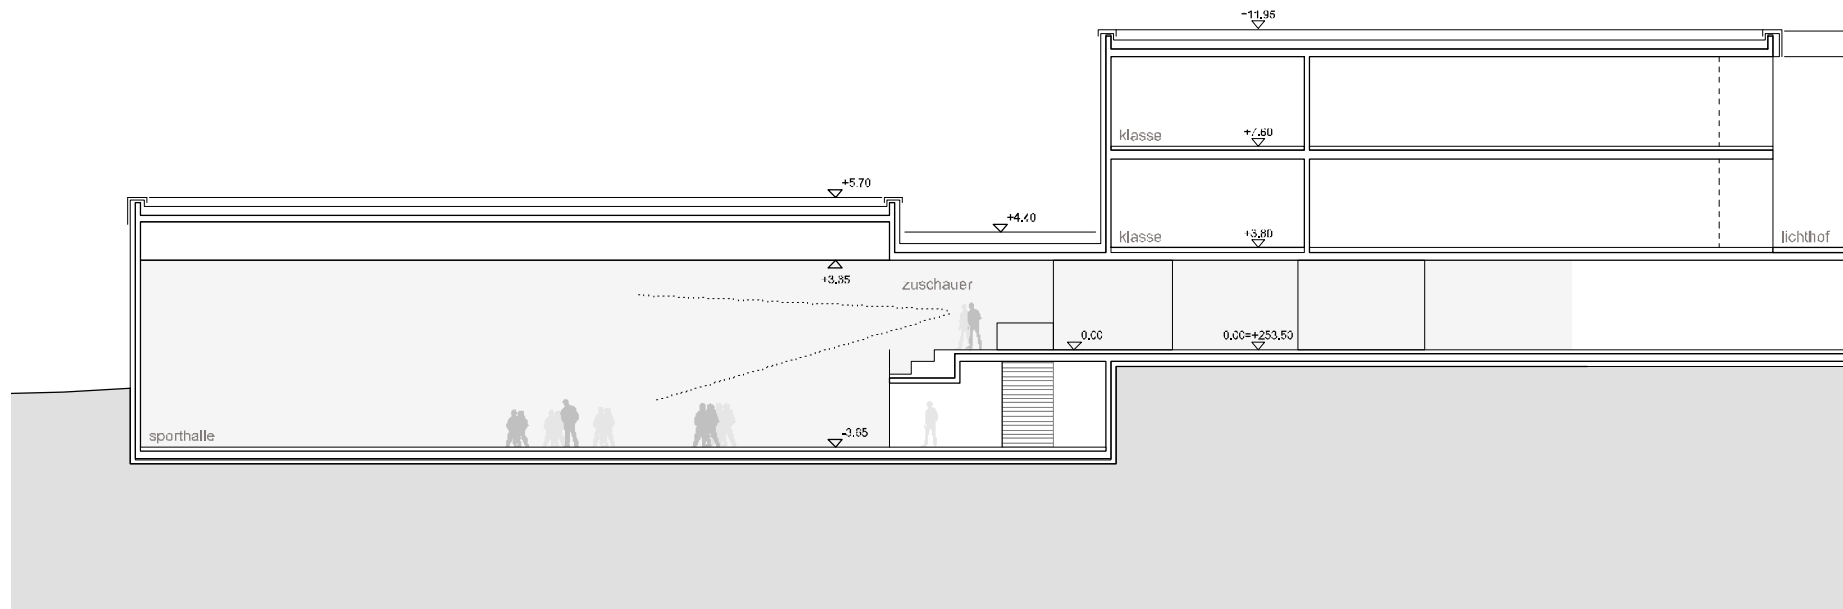 +11.95
klasse
+7.60
+5.70
+4.40
klasse
+3.80
lichthof
+3.35
zuschauer
0.00
0.00=+253.50
sporthalle
-3.65